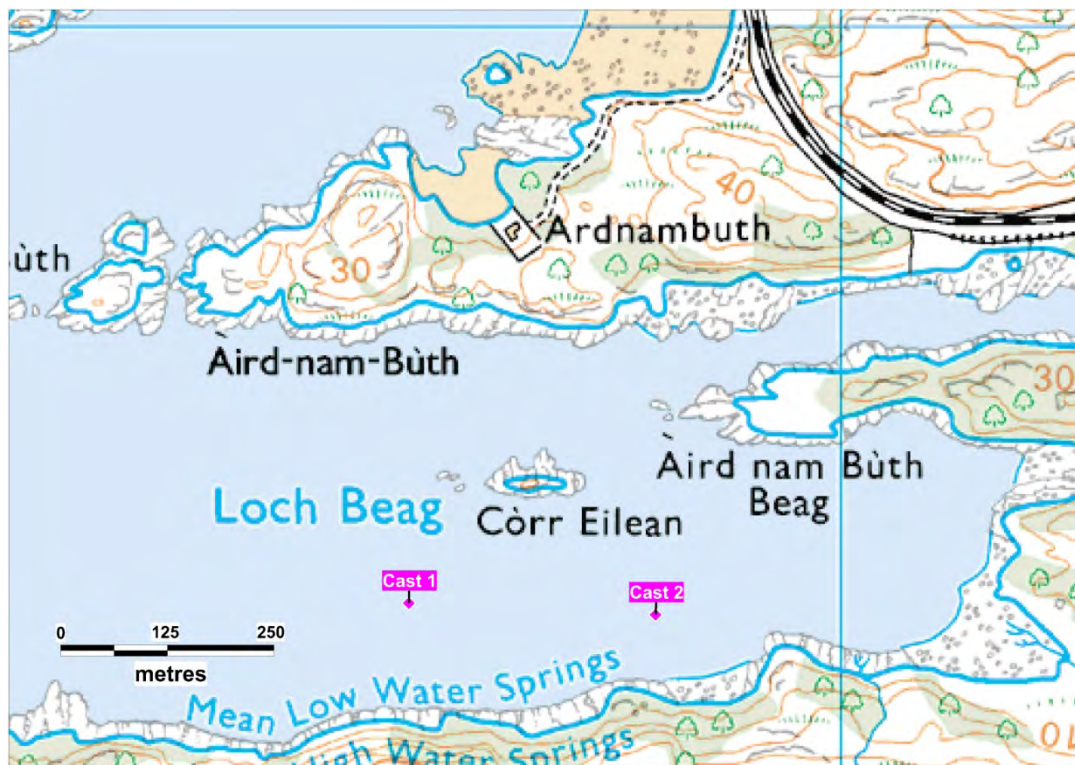 40
Ardnambuth
ùth
30
Àird-nam-Bùth
30
Àird nam Bùth
Beag
Loch Beag
Còrr Eilean
Cast 1
Cast 2
0 125 250
metres
Mean Low Water Springs
High Water Springs
10